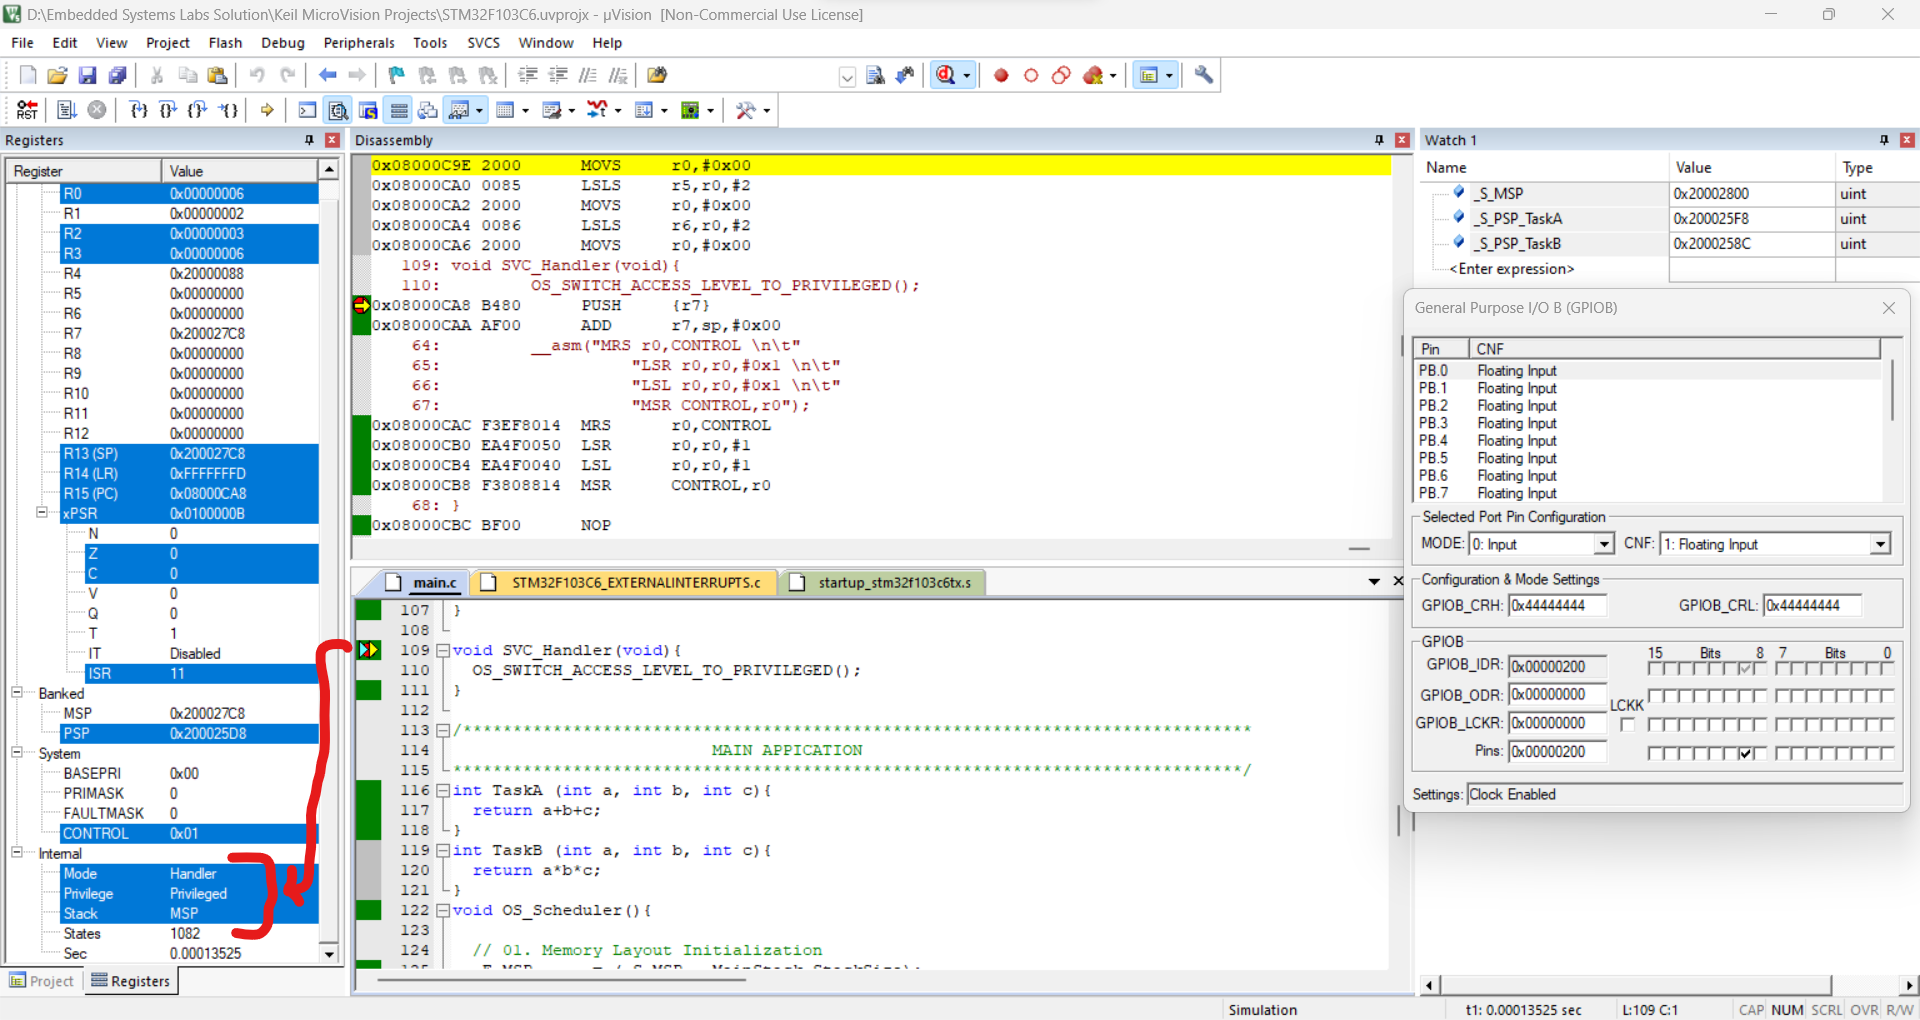 D:\Embedded Systems Labs Solution\Keil MicroVision Projects\STM32F103C6.uvprojx - µVision [Non-Commercial Use License]
File Edit View Project Flash Debug Peripherals Tools SVCS Window Help
Registers
Register Value
R0 0x00000006
R1 0x00000002
R2 0x00000003
R3 0x00000006
R4 0x20000088
R5 0x00000000
R6 0x00000000
R7 0x200027C8
R8 0x00000000
R9 0x00000000
R10 0x00000000
R11 0x00000000
R12 0x00000000
R13 (SP) 0x200027C8
R14 (LR) 0xFFFFFFFD
R15 (PC) 0x08000CA8
xPSR 0x0100000B
N 0
Z 0
C 0
V 0
Q 0
T 1
IT Disabled
ISR 11
Banked
MSP 0x200027C8
PSP 0x200025D8
System
BASEPRI 0x00
PRIMASK 0
FAULTMASK 0
CONTROL 0x01
Internal
Mode Handler
Privilege Privileged
Stack MSP
States 1082
Sec 0.00013525
Project Registers
Disassembly
0x08000C9E 2000 MOVS r0,#0x00
0x08000CA0 0085 LSLS r5,r0,#2
0x08000CA2 2000 MOVS r0,#0x00
0x08000CA4 0086 LSLS r6,r0,#2
0x08000CA6 2000 MOVS r0,#0x00
109: void SVC_Handler(void){
110: OS_SWITCH_ACCESS_LEVEL_TO_PRIVILEGED();
0x08000CA8 B480 PUSH {r7}
0x08000CAA AF00 ADD r7,sp,#0x00
64: __asm("MRS r0,CONTROL \n\t"
65: "LSR r0,r0,#0x1 \n\t"
66: "LSL r0,r0,#0x1 \n\t"
67: "MSR CONTROL,r0");
0x08000CAC F3EF8014 MRS r0,CONTROL
0x08000CB0 EA4F0050 LSR r0,r0,#1
0x08000CB4 EA4F0040 LSL r0,r0,#1
0x08000CB8 F3808814 MSR CONTROL,r0
68: }
0x08000CBC BF00 NOP
main.c STM32F103C6_EXTERNALINTERRUPTS.c startup_stm32f103c6tx.s
107 }
108
109 void SVC_Handler(void){
110 OS_SWITCH_ACCESS_LEVEL_TO_PRIVILEGED();
111 }
112
113 /*******************************************************************************
114 MAIN APPICATION
115 *******************************************************************************/
116 int TaskA (int a, int b, int c){
117 return a+b+c;
118 }
119 int TaskB (int a, int b, int c){
120 return a*b*c;
121 }
122 void OS_Scheduler(){
123
124 // 01. Memory Layout Initialization
Watch 1
Name Value Type
_S_MSP 0x20002800 uint
_S_PSP_TaskA 0x200025F8 uint
_S_PSP_TaskB 0x2000258C uint
<Enter expression>
General Purpose I/O B (GPIOB)
Pin CNF
PB.0 Floating Input
PB.1 Floating Input
PB.2 Floating Input
PB.3 Floating Input
PB.4 Floating Input
PB.5 Floating Input
PB.6 Floating Input
PB.7 Floating Input
Selected Port Pin Configuration
MODE: 0: Input CNF: 1: Floating Input
Configuration & Mode Settings
GPIOB_CRH: 0x44444444 GPIOB_CRL: 0x44444444
GPIOB
15 Bits 8 7 Bits 0
GPIOB_IDR: 0x00000200
GPIOB_ODR: 0x00000000
LCKK
GPIOB_LCKR: 0x00000000
Pins: 0x00000200
Settings: Clock Enabled
Simulation t1: 0.00013525 sec L:109 C:1 CAP NUM SCRL OVR R/W